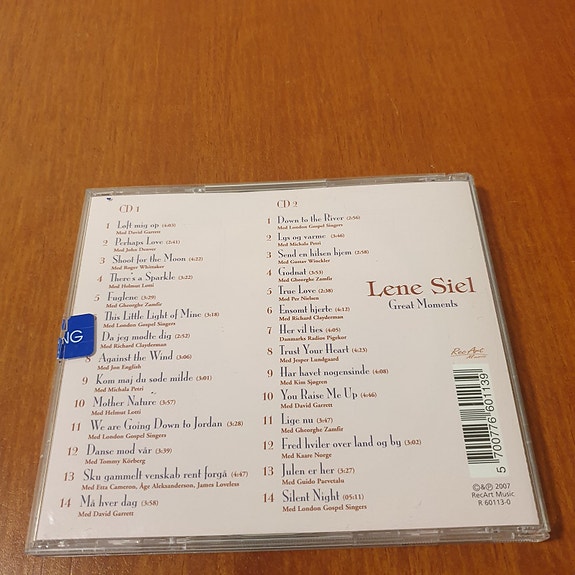 CD 1
1 Løft mig op (4:03)
Med David Garrett
2 Perhaps Love (2:41)
Med John Denver
3 Shoot for the Moon (4:22)
Med Roger Whittaker
4 There's a Sparkle (3:22)
Med Helmut Lotti
5 Fuglene (3:29)
Med Gheorghe Zamfir
This Little Light of Mine (3:18)
Med London Gospel Singers
Da jeg mødte dig (2:52)
Med Richard Clayderman
8 Against the Wind (3:06)
Med Jon English
9 Kom maj du søde milde (3:01)
Med Michala Petri
10 Mother Nature (3:57)
Med Helmut Lotti
11 We are Going Down to Jordan (3:28)
Med London Gospel Singers
12 Danse mod vår (3:39)
Med Tommy Körberg
13 Sku gammelt venskab rent forgå (4:47)
Med Etta Cameron, Åge Aleksandersen, James Loveless
14 Må hver dag (3:58)
Med David Garrett
CD 2
1 Down to the River (2:56)
Med London Gospel Singers
2 Lys og varme (3:46)
Med Michala Petri
3 Send en hilsen hjem (2:58)
Med Gustav Winckler
4 Godnat (3:53)
Med Gheorghe Zamfir
5 True Love (2:38)
Med Per Nielsen
6 Ensomt hjerte (4:12)
Med Richard Clayderman
7 Her vil ties (4:05)
Danmarks Radios Pigekor
8 Trust Your Heart (4:23)
Med Jesper Lundgaard
9 Har havet nogensinde (4:08)
Med Kim Sjøgren
10 You Raise Me Up (4:46)
Med David Garrett
11 Lige nu (3:47)
Med Gheorghe Zamfir
12 Fred hviler over land og by (3:02)
Med Kaare Norge
13 Julen er her (3:27)
Med Guido Parvetalu
14 Silent Night (05:11)
Med London Gospel Singers
Lene Siel
Great Moments
RecArt
Music
5 700776 601139
©&℗ 2007
RecArt Music
R 60113-0
NG